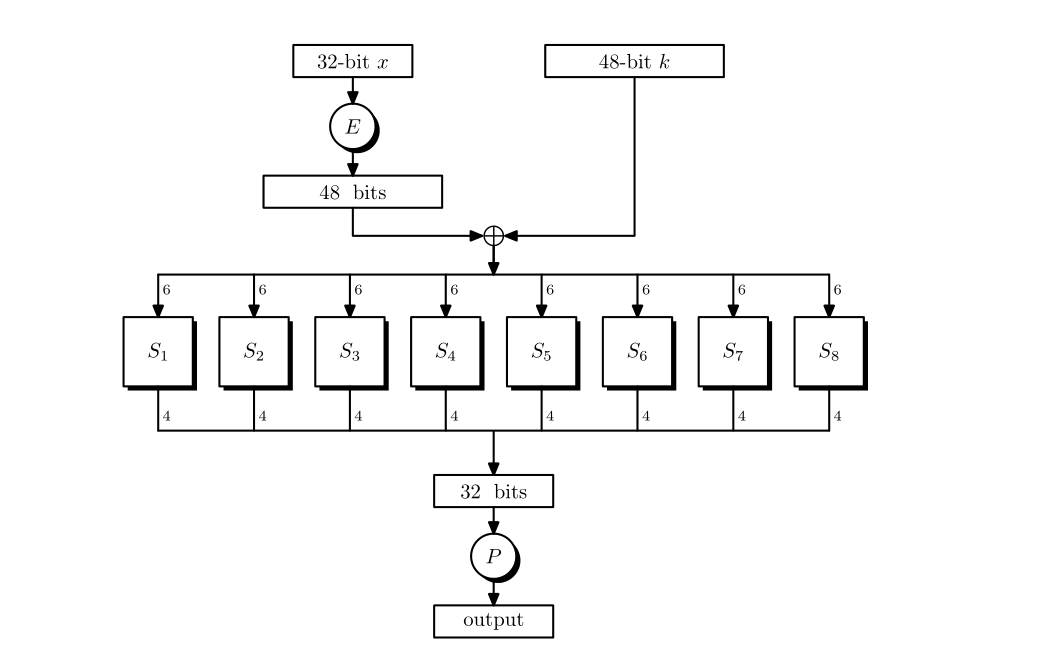 32-bit x 48-bit k
E
48 bits
6 6 6 6 6 6 6 6
S₁ S₂ S₃ S₄ S₅ S₆ S₇ S₈
4 4 4 4 4 4 4 4
32 bits
P
output